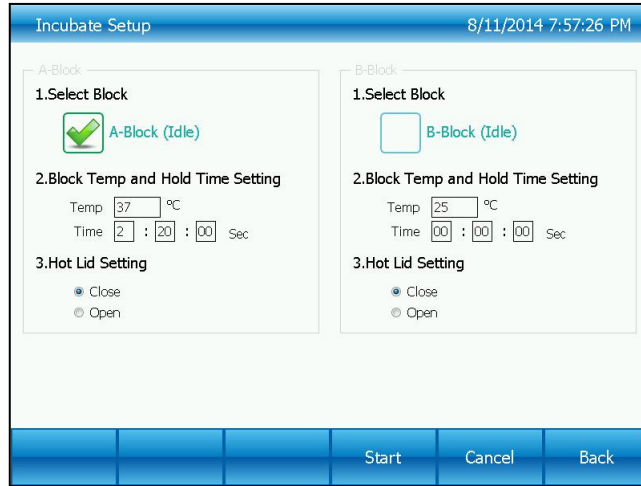 Incubate Setup 8/11/2014 7:57:26 PM
A-Block
1.Select Block
A-Block (Idle)
2.Block Temp and Hold Time Setting
Temp 37 ºC
Time 2 : 20 : 00 Sec
3.Hot Lid Setting
Close
Open
B-Block
1.Select Block
B-Block (Idle)
2.Block Temp and Hold Time Setting
Temp 25 ºC
Time 00 : 00 : 00 Sec
3.Hot Lid Setting
Close
Open
Start Cancel Back